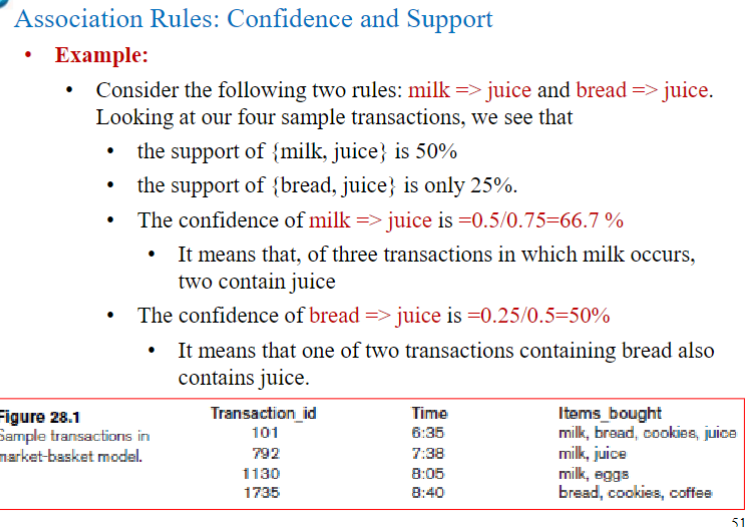 Association Rules: Confidence and Support
• Example:
• Consider the following two rules: milk => juice and bread => juice.
Looking at our four sample transactions, we see that
• the support of {milk, juice} is 50%
• the support of {bread, juice} is only 25%.
• The confidence of milk => juice is =0.5/0.75=66.7 %
• It means that, of three transactions in which milk occurs,
two contain juice
• The confidence of bread => juice is =0.25/0.5=50%
• It means that one of two transactions containing bread also
contains juice.
Figure 28.1
Sample transactions in
market-basket model.
Transaction_id Time Items_bought
101 6:35 milk, bread, cookies, juice
792 7:38 milk, juice
1130 8:05 milk, eggs
1735 8:40 bread, cookies, coffee
51